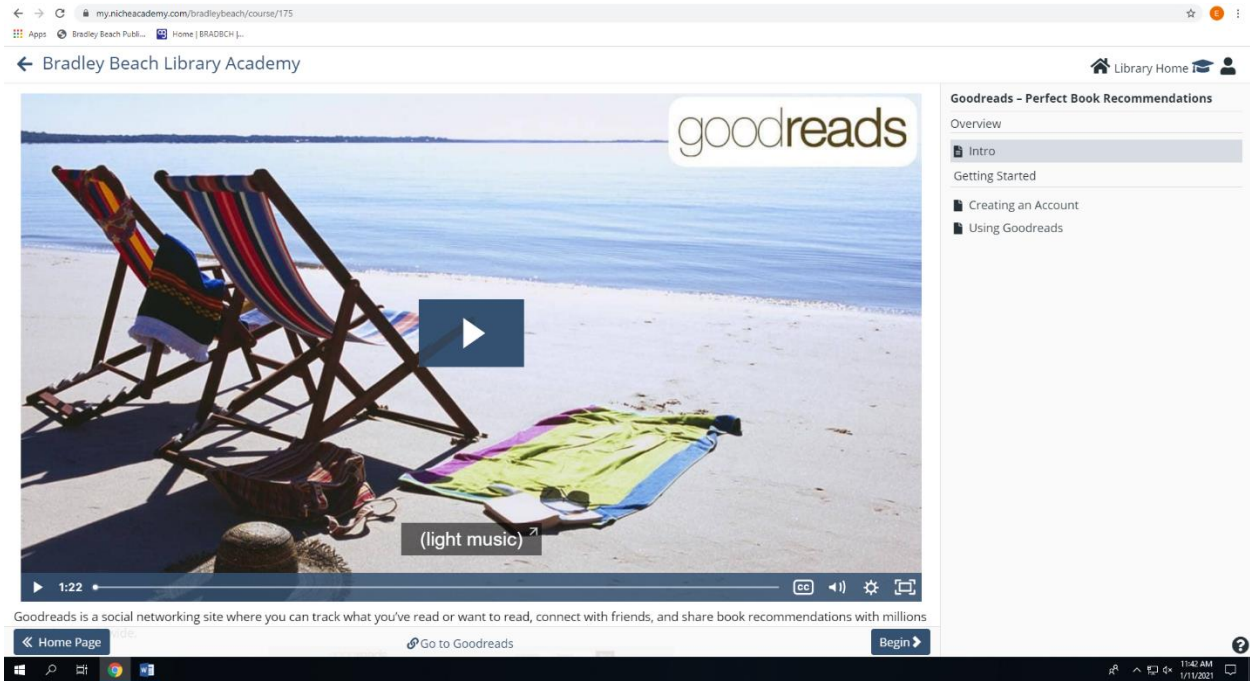 my.nicheacademy.com/bradleybeach/course/175
E
Apps Bradley Beach Publi... Home | BRADBCH |...
Bradley Beach Library Academy
Library Home
goodreads
(light music)
1:22
CC
Goodreads is a social networking site where you can track what you've read or want to read, connect with friends, and share book recommendations with millions
Home Page
Go to Goodreads
Begin
Goodreads – Perfect Book Recommendations
Overview
Intro
Getting Started
Creating an Account
Using Goodreads
?
11:42 AM
1/11/2021